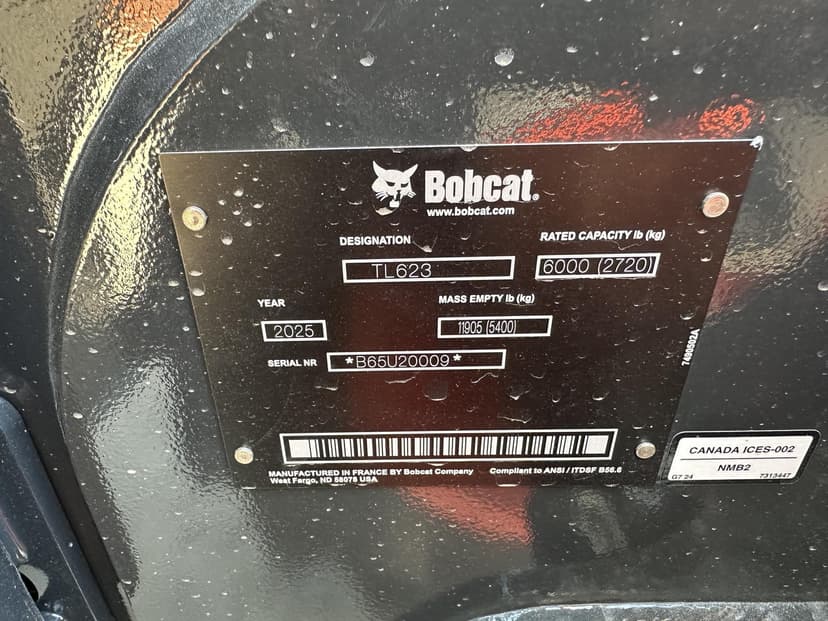 Bobcat®
www.bobcat.com
DESIGNATION
TL623
RATED CAPACITY lb (kg)
6000 (2720)
YEAR
2025
MASS EMPTY lb (kg)
11905 (5400)
SERIAL NR
*B65U20009*
7490502A
MANUFACTURED IN FRANCE BY Bobcat Company
West Fargo, ND 58078 USA
Compliant to ANSI / ITDSF B56.6
CANADA ICES-002
NMB2
G7 24
7313447